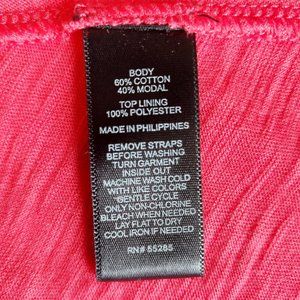 BODY
60% COTTON
40% MODAL
TOP LINING
100% POLYESTER
MADE IN PHILIPPINES
REMOVE STRAPS
BEFORE WASHING
TURN GARMENT
INSIDE OUT
MACHINE WASH COLD
WITH LIKE COLORS
GENTLE CYCLE
ONLY NON-CHLORINE
BLEACH WHEN NEEDED
LAY FLAT TO DRY
COOL IRON IF NEEDED
RN# 55285